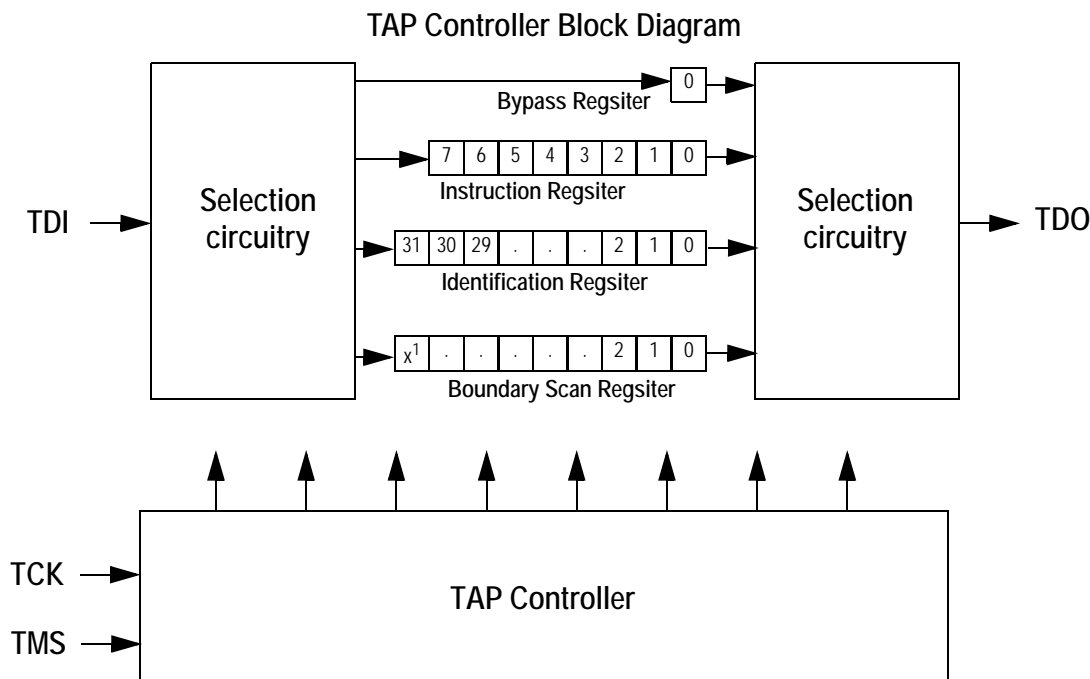 TAP Controller Block Diagram
0
Bypass Regsiter
7 6 5 4 3 2 1 0
Instruction Regsiter
Selection
circuitry
Selection
circuitry
TDI
TDO
31 30 29 . . . 2 1 0
Identification Regsiter
x¹ . . . . . 2 1 0
Boundary Scan Regsiter
TCK
TAP Controller
TMS